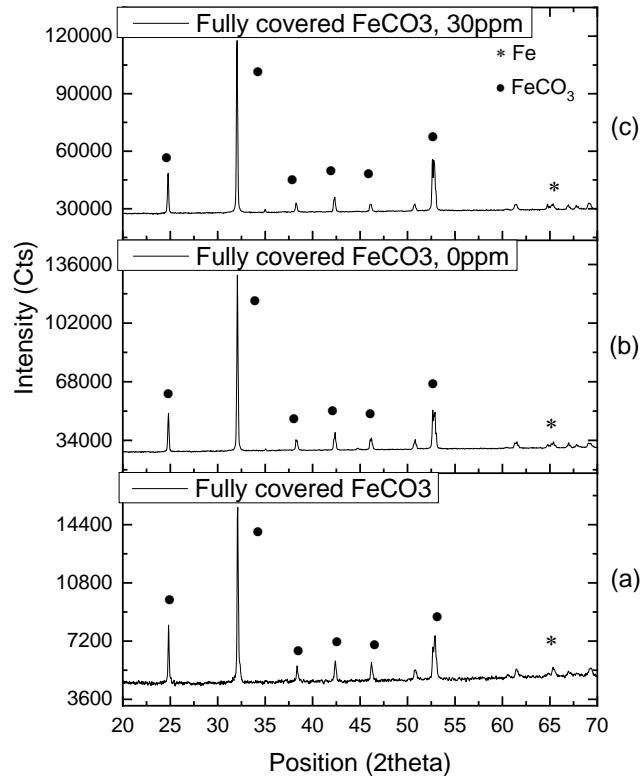 Fully covered FeCO3, 30ppm
* Fe
● FeCO₃
120000
90000
60000
30000
(c)
Fully covered FeCO3, 0ppm
136000
102000
68000
34000
(b)
Fully covered FeCO3
14400
10800
7200
3600
(a)
Intensity (Cts)
20 25 30 35 40 45 50 55 60 65 70
Position (2theta)